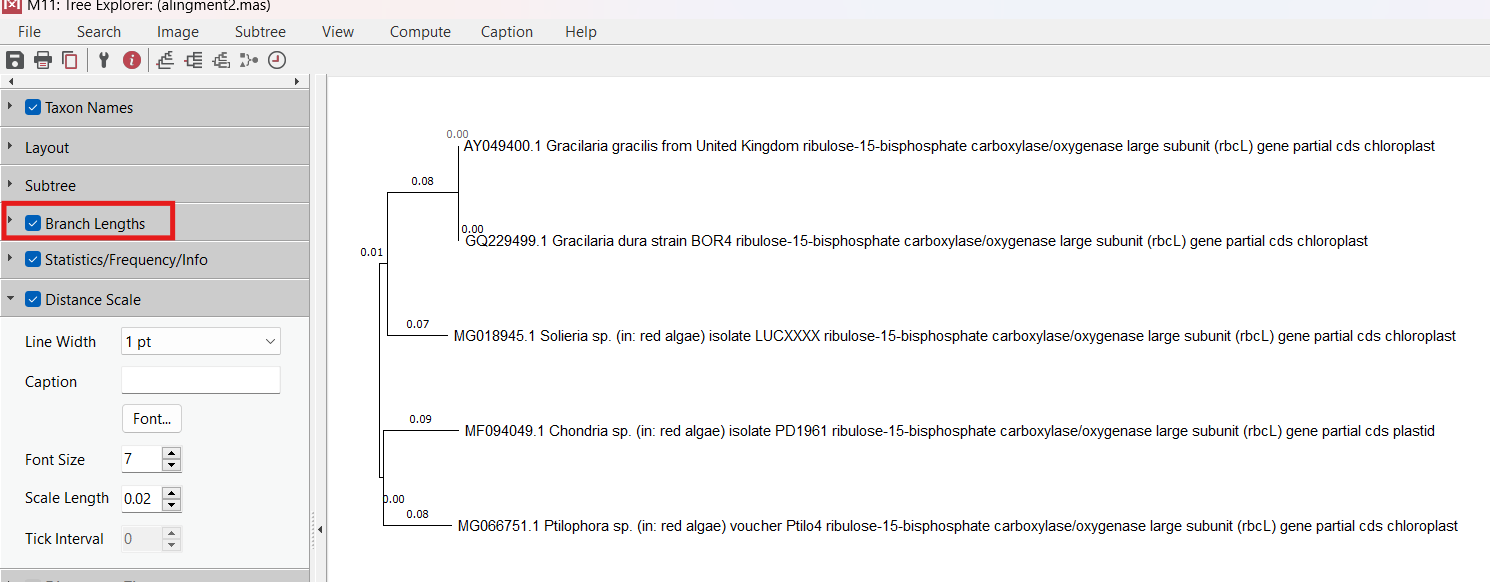 M11: Tree Explorer: (alingment2.mas)
File Search Image Subtree View Compute Caption Help
Taxon Names
Layout
Subtree
Branch Lengths
Statistics/Frequency/Info
Distance Scale
Line Width 1 pt
Caption
Font...
Font Size 7
Scale Length 0.02
Tick Interval 0
0.00
AY049400.1 Gracilaria gracilis from United Kingdom ribulose-15-bisphosphate carboxylase/oxygenase large subunit (rbcL) gene partial cds chloroplast
0.08
0.00
GQ229499.1 Gracilaria dura strain BOR4 ribulose-15-bisphosphate carboxylase/oxygenase large subunit (rbcL) gene partial cds chloroplast
0.01
0.07
MG018945.1 Solieria sp. (in: red algae) isolate LUCXXXX ribulose-15-bisphosphate carboxylase/oxygenase large subunit (rbcL) gene partial cds chloroplast
0.09
MF094049.1 Chondria sp. (in: red algae) isolate PD1961 ribulose-15-bisphosphate carboxylase/oxygenase large subunit (rbcL) gene partial cds plastid
0.00
0.08
MG066751.1 Ptilophora sp. (in: red algae) voucher Ptilo4 ribulose-15-bisphosphate carboxylase/oxygenase large subunit (rbcL) gene partial cds chloroplast